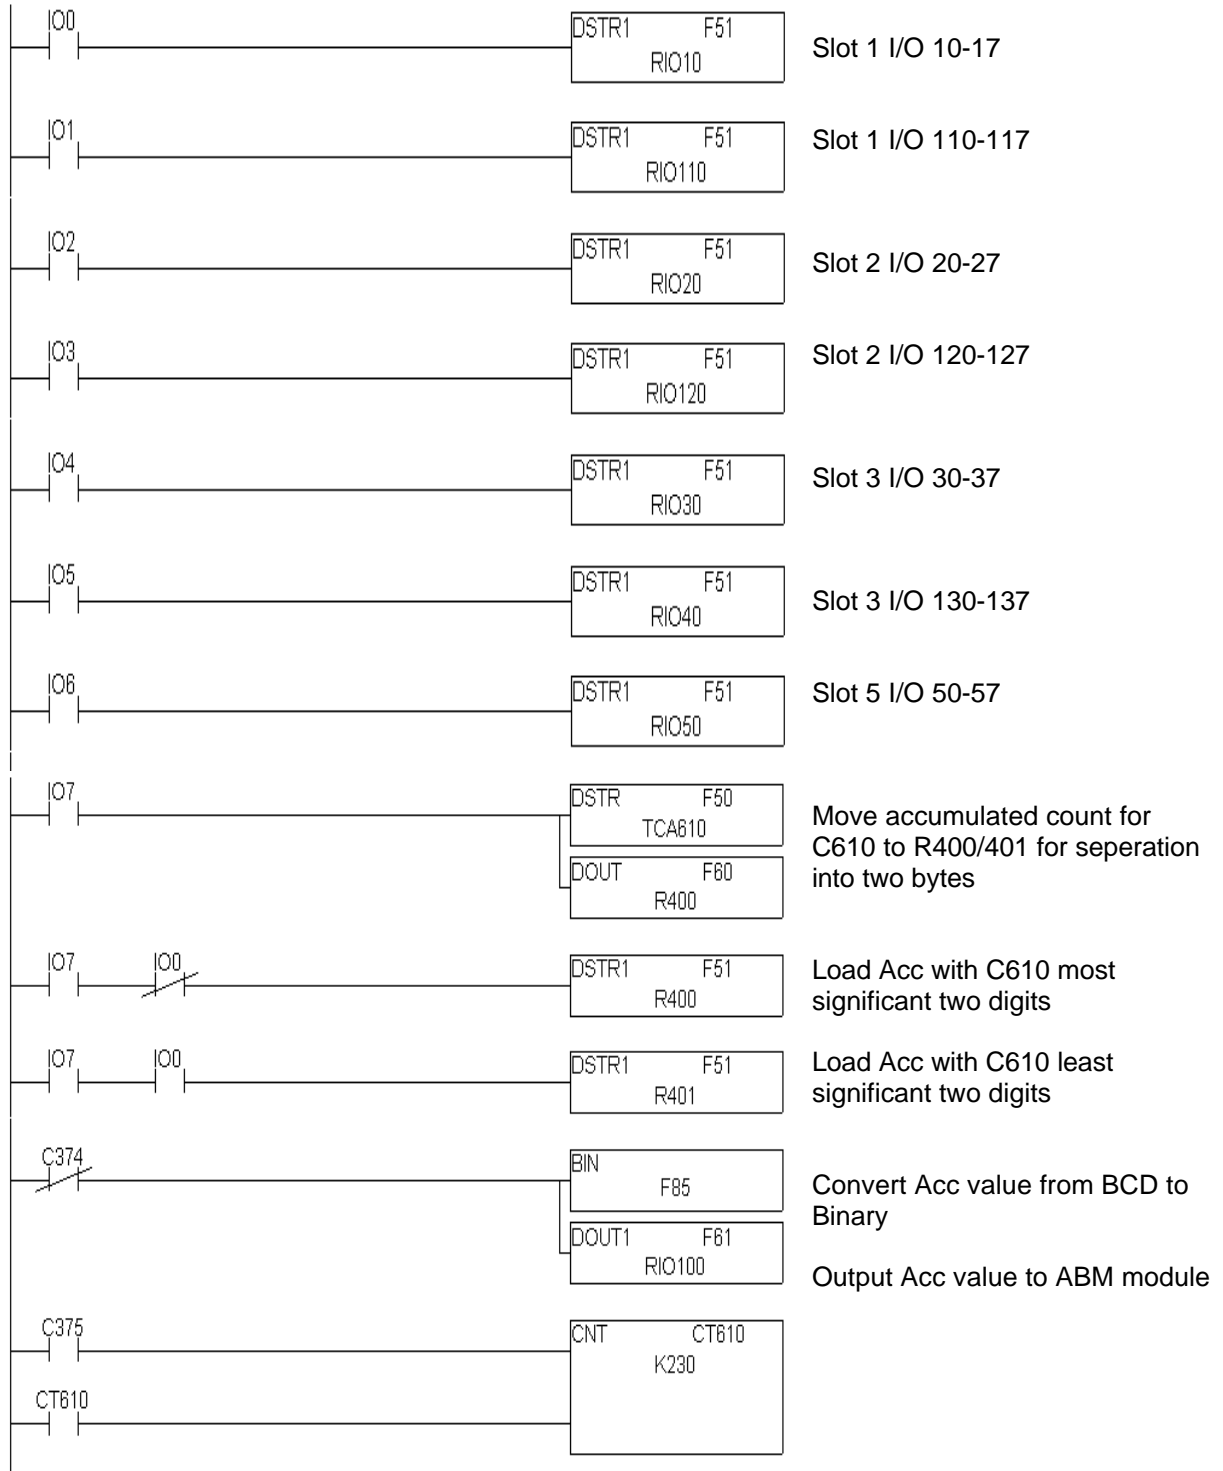 IO0
DSTR1 F51
RIO10
Slot 1 I/O 10-17
IO1
DSTR1 F51
RIO110
Slot 1 I/O 110-117
IO2
DSTR1 F51
RIO20
Slot 2 I/O 20-27
IO3
DSTR1 F51
RIO120
Slot 2 I/O 120-127
IO4
DSTR1 F51
RIO30
Slot 3 I/O 30-37
IO5
DSTR1 F51
RIO40
Slot 3 I/O 130-137
IO6
DSTR1 F51
RIO50
Slot 5 I/O 50-57
IO7
DSTR F50
TCA610
DOUT F60
R400
Move accumulated count for
C610 to R400/401 for seperation
into two bytes
IO7 IO0
DSTR1 F51
R400
Load Acc with C610 most
significant two digits
IO7 IO0
DSTR1 F51
R401
Load Acc with C610 least
significant two digits
C374
BIN
F85
DOUT1 F61
RIO100
Convert Acc value from BCD to
Binary
Output Acc value to ABM module
C375
CNT CT610
K230
CT610